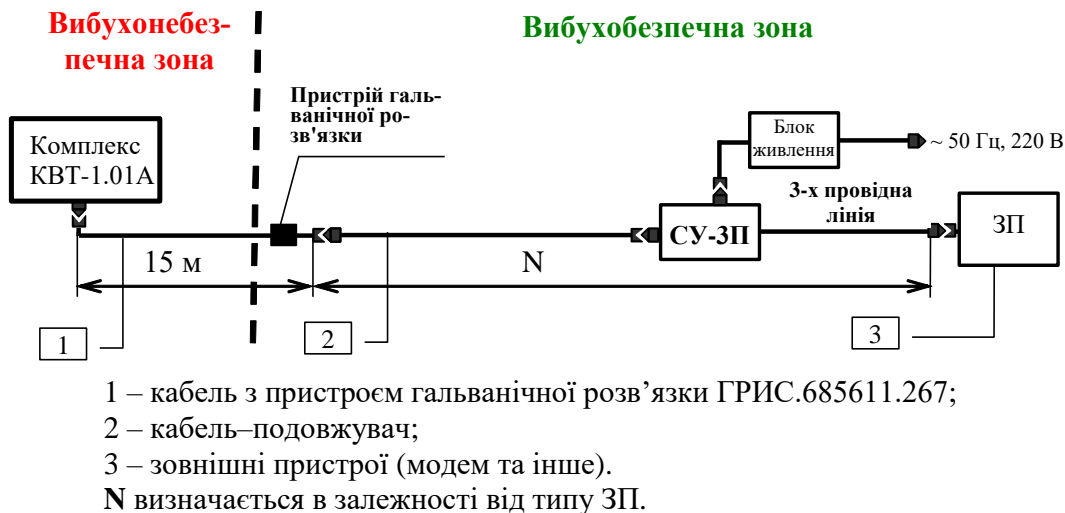 Вибухонебез-
печна зона
Вибухобезпечна зона
Пристрій галь-
ванічної ро-
зв'язки
Комплекс
КВТ-1.01А
Блок
живлення
~ 50 Гц, 220 В
3-х провідна
лінія
СУ-ЗП
ЗП
15 м
N
1
2
3
1 – кабель з пристроєм гальванічної розв’язки ГРИС.685611.267;
2 – кабель–подовжувач;
3 – зовнішні пристрої (модем та інше).
N визначається в залежності від типу ЗП.